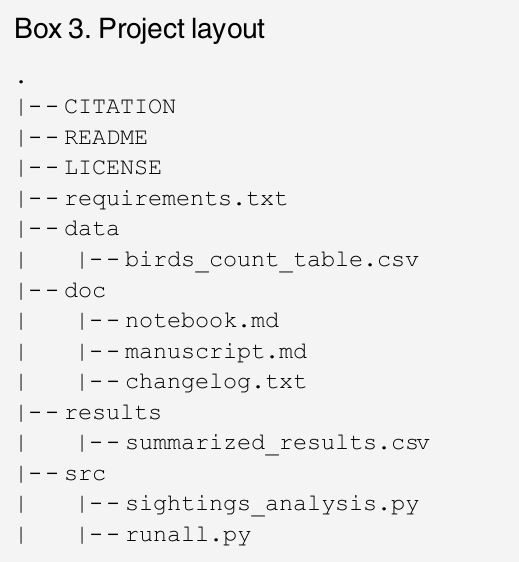 Box 3. Project layout
.
|-- CITATION
|-- README
|-- LICENSE
|-- requirements.txt
|-- data
|   |-- birds_count_table.csv
|-- doc
|   |-- notebook.md
|   |-- manuscript.md
|   |-- changelog.txt
|-- results
|   |-- summarized_results.csv
|-- src
|   |-- sightings_analysis.py
|   |-- runall.py